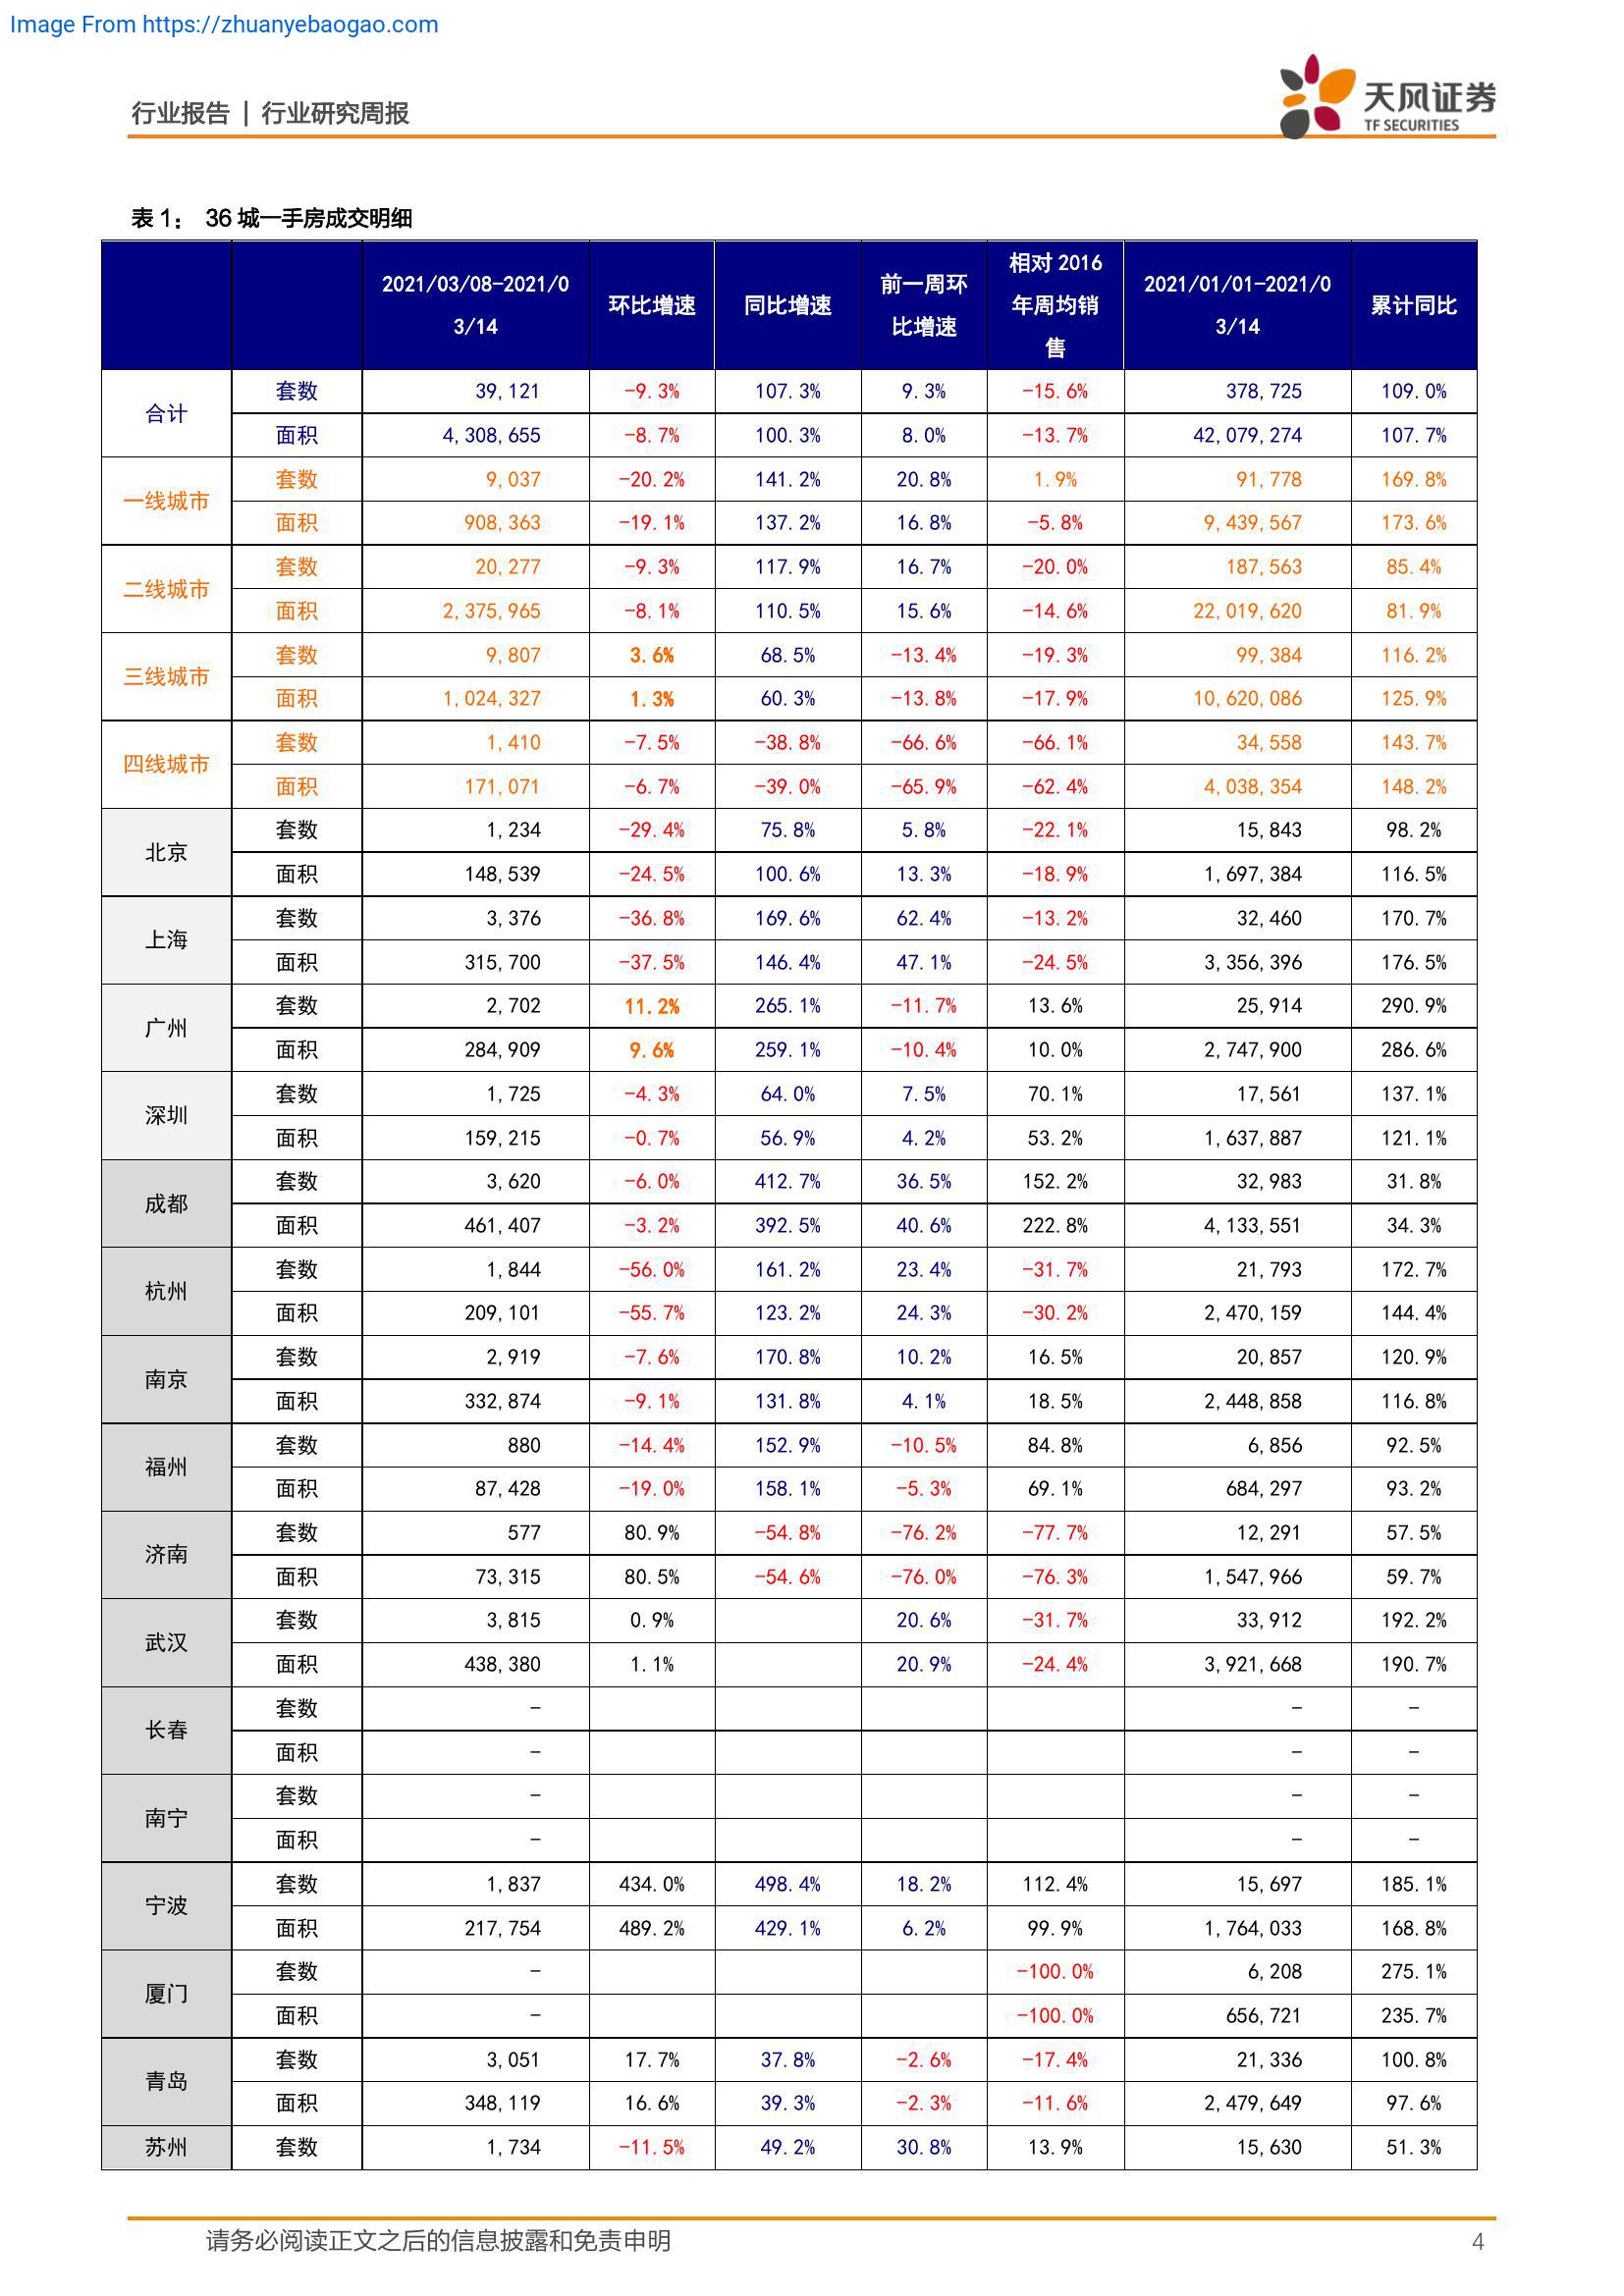 Image From https://zhuanyebaogao.com
行业报告 | 行业研究周报
天风证券
TF SECURITIES
表 1： 36 城一手房成交明细
2021/03/08-2021/03/14 环比增速 同比增速 前一周环比增速 相对 2016 年周均销售 2021/01/01-2021/03/14 累计同比
合计 套数 39,121 -9.3% 107.3% 9.3% -15.6% 378,725 109.0%
面积 4,308,655 -8.7% 100.3% 8.0% -13.7% 42,079,274 107.7%
一线城市 套数 9,037 -20.2% 141.2% 20.8% 1.9% 91,778 169.8%
面积 908,363 -19.1% 137.2% 16.8% -5.8% 9,439,567 173.6%
二线城市 套数 20,277 -9.3% 117.9% 16.7% -20.0% 187,563 85.4%
面积 2,375,965 -8.1% 110.5% 15.6% -14.6% 22,019,620 81.9%
三线城市 套数 9,807 3.6% 68.5% -13.4% -19.3% 99,384 116.2%
面积 1,024,327 1.3% 60.3% -13.8% -17.9% 10,620,086 125.9%
四线城市 套数 1,410 -7.5% -38.8% -66.6% -66.1% 34,558 143.7%
面积 171,071 -6.7% -39.0% -65.9% -62.4% 4,038,354 148.2%
北京 套数 1,234 -29.4% 75.8% 5.8% -22.1% 15,843 98.2%
面积 148,539 -24.5% 100.6% 13.3% -18.9% 1,697,384 116.5%
上海 套数 3,376 -36.8% 169.6% 62.4% -13.2% 32,460 170.7%
面积 315,700 -37.5% 146.4% 47.1% -24.5% 3,356,396 176.5%
广州 套数 2,702 11.2% 265.1% -11.7% 13.6% 25,914 290.9%
面积 284,909 9.6% 259.1% -10.4% 10.0% 2,747,900 286.6%
深圳 套数 1,725 -4.3% 64.0% 7.5% 70.1% 17,561 137.1%
面积 159,215 -0.7% 56.9% 4.2% 53.2% 1,637,887 121.1%
成都 套数 3,620 -6.0% 412.7% 36.5% 152.2% 32,983 31.8%
面积 461,407 -3.2% 392.5% 40.6% 222.8% 4,133,551 34.3%
杭州 套数 1,844 -56.0% 161.2% 23.4% -31.7% 21,793 172.7%
面积 209,101 -55.7% 123.2% 24.3% -30.2% 2,470,159 144.4%
南京 套数 2,919 -7.6% 170.8% 10.2% 16.5% 20,857 120.9%
面积 332,874 -9.1% 131.8% 4.1% 18.5% 2,448,858 116.8%
福州 套数 880 -14.4% 152.9% -10.5% 84.8% 6,856 92.5%
面积 87,428 -19.0% 158.1% -5.3% 69.1% 684,297 93.2%
济南 套数 577 80.9% -54.8% -76.2% -77.7% 12,291 57.5%
面积 73,315 80.5% -54.6% -76.0% -76.3% 1,547,966 59.7%
武汉 套数 3,815 0.9% 20.6% -31.7% 33,912 192.2%
面积 438,380 1.1% 20.9% -24.4% 3,921,668 190.7%
长春 套数 - - -
面积 - - -
南宁 套数 - - -
面积 - - -
宁波 套数 1,837 434.0% 498.4% 18.2% 112.4% 15,697 185.1%
面积 217,754 489.2% 429.1% 6.2% 99.9% 1,764,033 168.8%
厦门 套数 - -100.0% 6,208 275.1%
面积 - -100.0% 656,721 235.7%
青岛 套数 3,051 17.7% 37.8% -2.6% -17.4% 21,336 100.8%
面积 348,119 16.6% 39.3% -2.3% -11.6% 2,479,649 97.6%
苏州 套数 1,734 -11.5% 49.2% 30.8% 13.9% 15,630 51.3%
请务必阅读正文之后的信息披露和免责申明 4